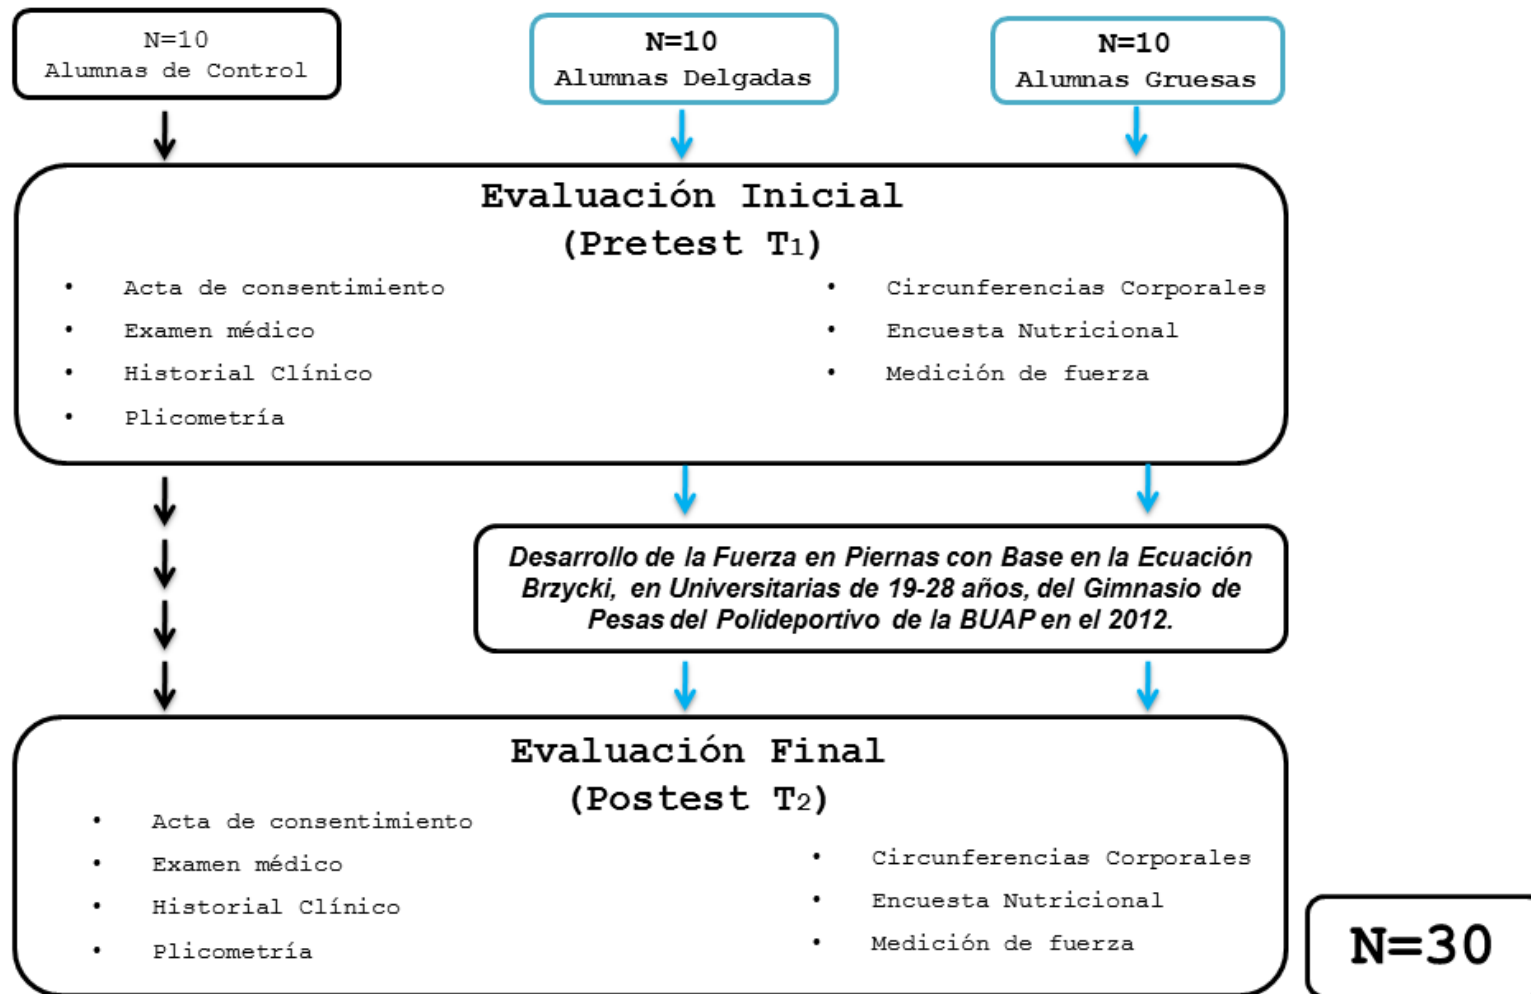 N=10
Alumnas de Control
N=10
Alumnas Delgadas
N=10
Alumnas Gruesas
Evaluación Inicial
(Pretest T1)
• Acta de consentimiento
• Examen médico
• Historial Clínico
• Plicometría
• Circunferencias Corporales
• Encuesta Nutricional
• Medición de fuerza
Desarrollo de la Fuerza en Piernas con Base en la Ecuación
Brzycki, en Universitarias de 19-28 años, del Gimnasio de
Pesas del Polideportivo de la BUAP en el 2012.
Evaluación Final
(Postest T2)
• Acta de consentimiento
• Examen médico
• Historial Clínico
• Plicometría
• Circunferencias Corporales
• Encuesta Nutricional
• Medición de fuerza
N=30